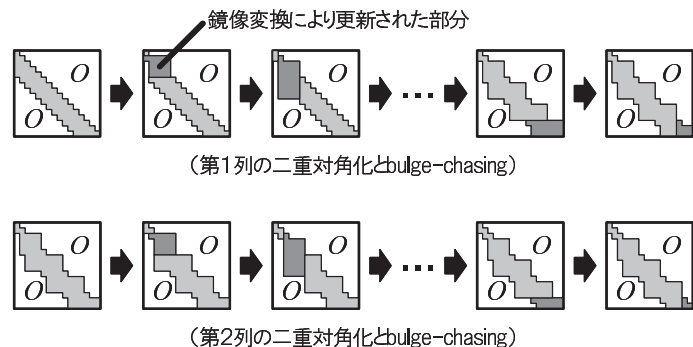 鏡像変換により更新された部分
O O O O O O O O O O
･･･
(第1列の二重対角化とbulge-chasing)
O O O O O O O O O O
･･･
(第2列の二重対角化とbulge-chasing)